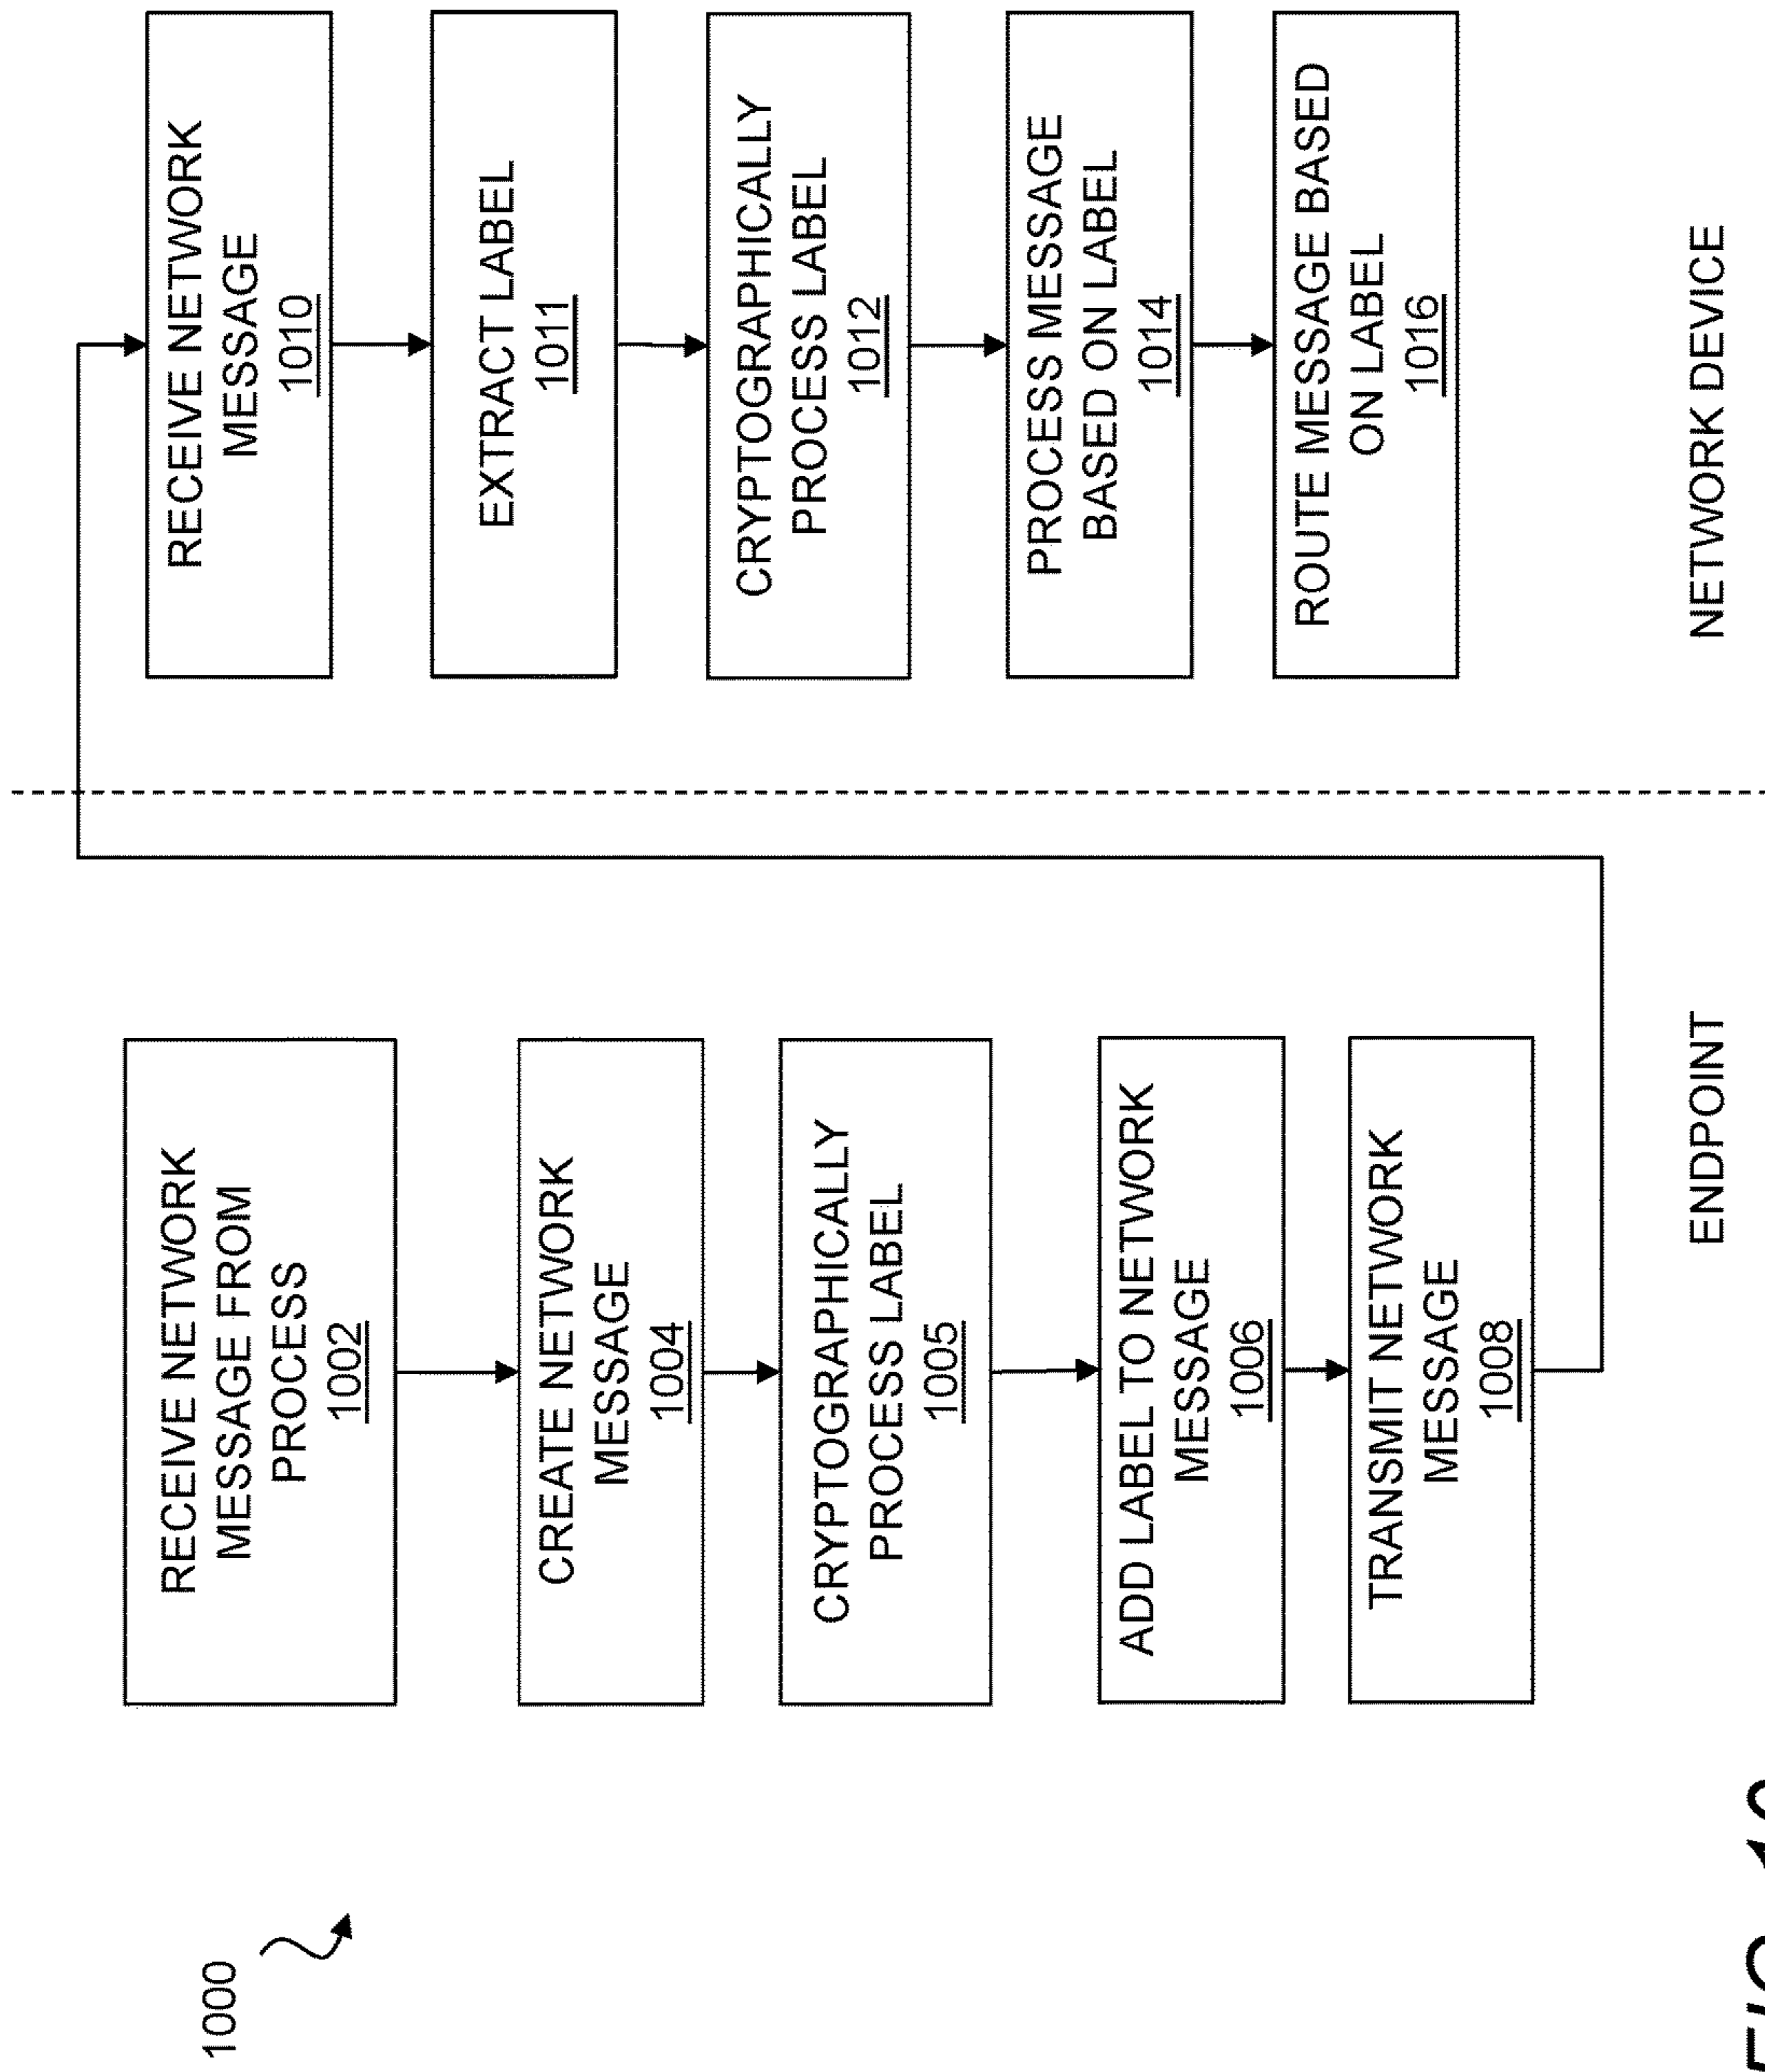 1000
RECEIVE NETWORK
MESSAGE FROM
PROCESS
1002
CREATE NETWORK
MESSAGE
1004
CRYPTOGRAPHICALLY
PROCESS LABEL
1005
ADD LABEL TO NETWORK
MESSAGE
1006
TRANSMIT NETWORK
MESSAGE
1008
ENDPOINT
RECEIVE NETWORK
MESSAGE
1010
EXTRACT LABEL
1011
CRYPTOGRAPHICALLY
PROCESS LABEL
1012
PROCESS MESSAGE
BASED ON LABEL
1014
ROUTE MESSAGE BASED
ON LABEL
1016
NETWORK DEVICE
FIG.